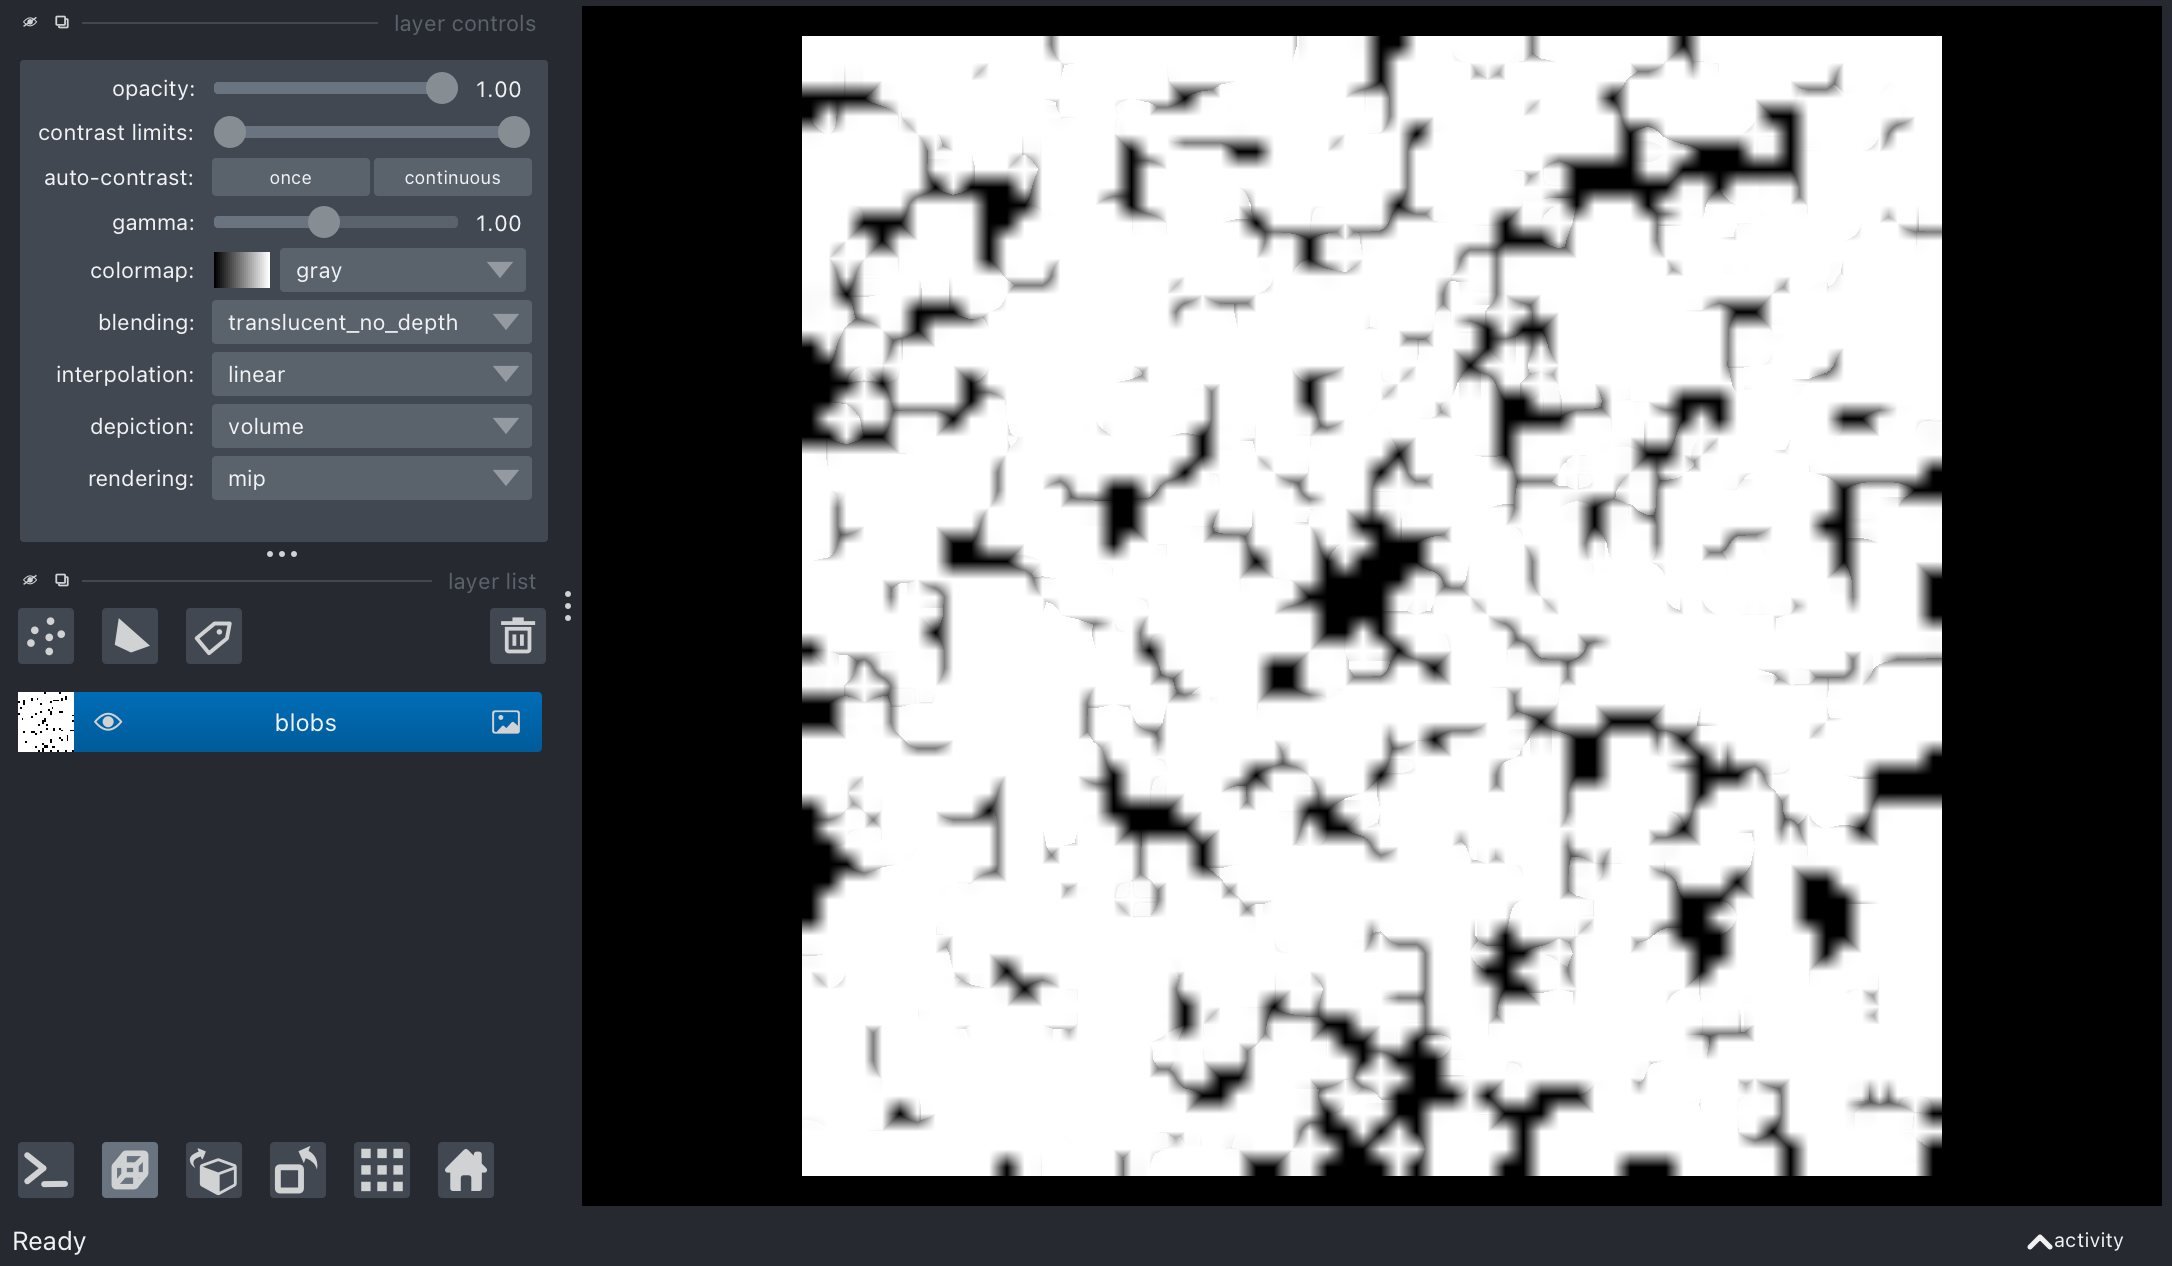 layer controls
opacity: 1.00
contrast limits:
auto-contrast: once continuous
gamma: 1.00
colormap: gray
blending: translucent_no_depth
interpolation: linear
depiction: volume
rendering: mip
layer list
blobs
Ready
activity